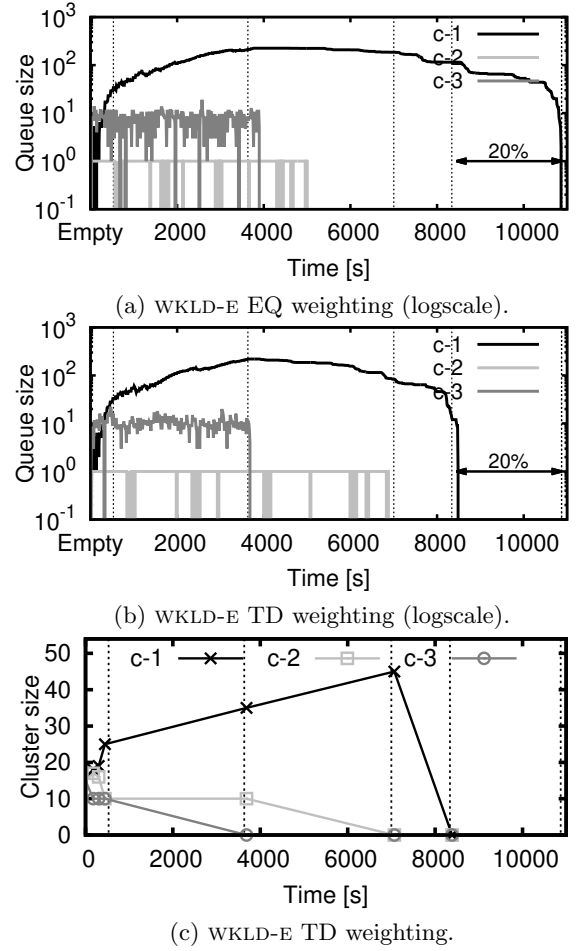 10³
c-1
10²
c-2
c-3
10¹
10⁰
20%
10⁻¹
Queue size
Empty 2000 4000 6000 8000 10000
Time [s]
(a) WKLD-E EQ weighting (logscale).
10³
c-1
c-2
10²
c-3
10¹
10⁰
20%
10⁻¹
Queue size
Empty 2000 4000 6000 8000 10000
Time [s]
(b) WKLD-E TD weighting (logscale).
50
c-1 c-2 c-3
40
30
20
10
0
Cluster size
0 2000 4000 6000 8000 10000
Time [s]
(c) WKLD-E TD weighting.